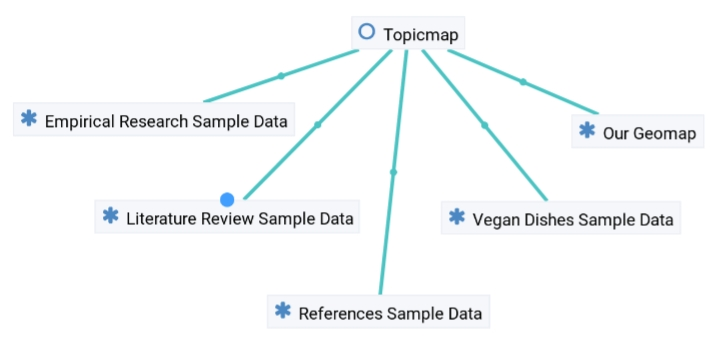 Topicmap
Empirical Research Sample Data
Our Geomap
Literature Review Sample Data
Vegan Dishes Sample Data
References Sample Data